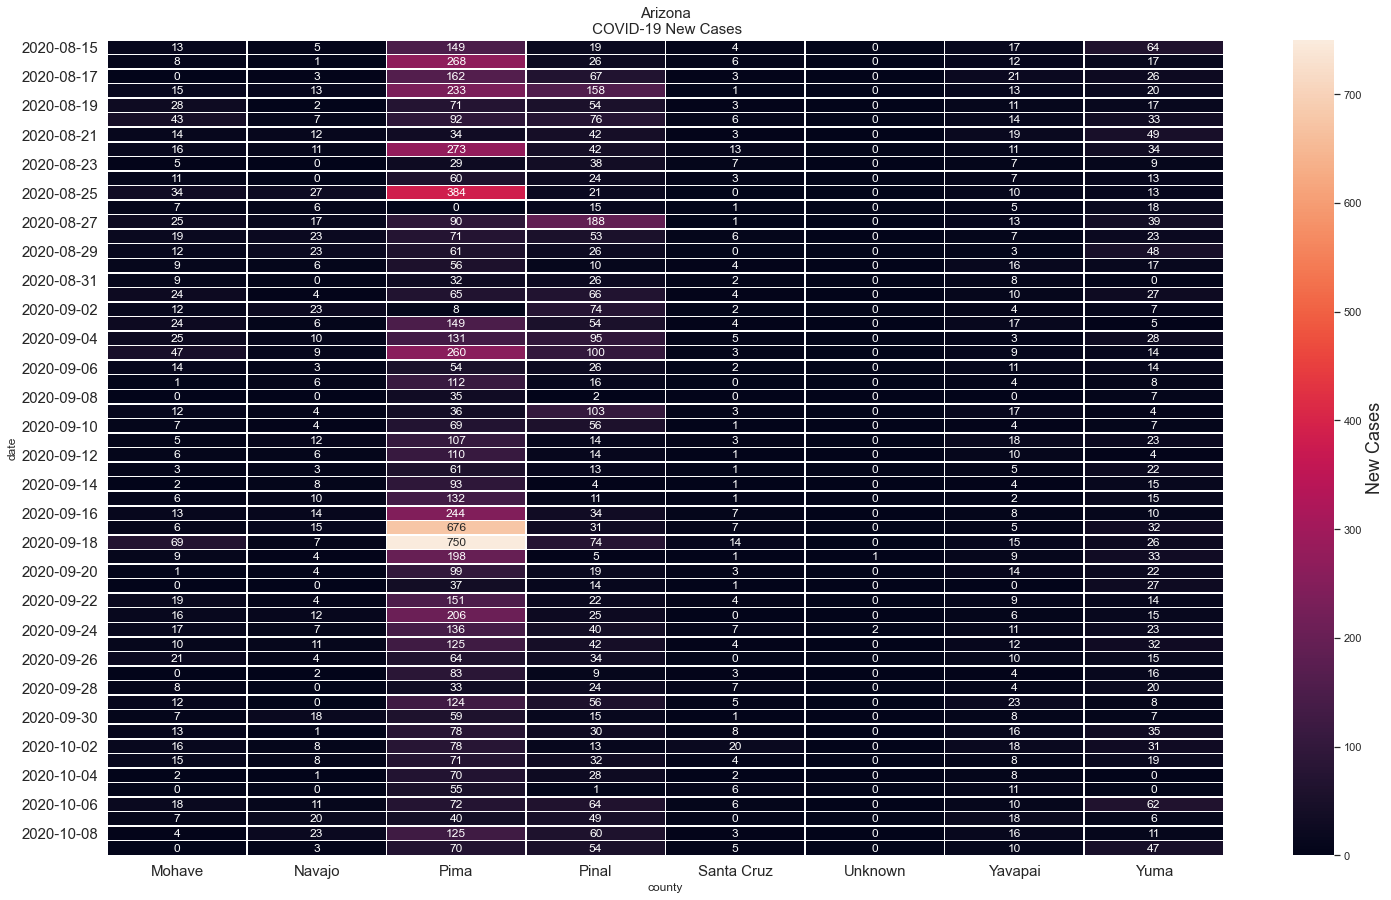 Arizona
COVID-19 New Cases
2020-08-15 13 5 149 19 4 0 17 64
8 1 268 26 6 0 12 17
2020-08-17 0 3 162 67 3 0 21 26
15 13 233 158 1 0 13 20
2020-08-19 28 2 71 54 3 0 11 17
43 7 92 76 6 0 14 33
2020-08-21 14 12 34 42 3 0 19 49
16 11 273 42 13 0 11 34
2020-08-23 5 0 29 38 7 0 7 9
11 0 60 24 3 0 7 13
2020-08-25 34 27 384 21 0 0 10 13
7 6 0 15 1 0 5 18
2020-08-27 25 17 90 188 1 0 13 39
19 23 71 53 6 0 7 23
2020-08-29 12 23 61 26 0 0 3 48
9 6 56 10 4 0 16 17
2020-08-31 9 0 32 26 2 0 8 0
24 4 65 66 4 0 10 27
2020-09-02 12 23 8 74 2 0 4 7
24 6 149 54 4 0 17 5
2020-09-04 25 10 131 95 5 0 3 28
47 9 260 100 3 0 9 14
2020-09-06 14 3 54 26 2 0 11 14
1 6 112 16 0 0 4 8
2020-09-08 0 0 35 2 0 0 0 7
12 4 36 103 3 0 17 4
2020-09-10 7 4 69 56 1 0 4 7
5 12 107 14 3 0 18 23
2020-09-12 6 6 110 14 1 0 10 4
3 3 61 13 1 0 5 22
2020-09-14 2 8 93 4 1 0 4 15
6 10 132 11 1 0 2 15
2020-09-16 13 14 244 34 7 0 8 10
6 15 676 31 7 0 5 32
2020-09-18 69 7 750 74 14 0 15 26
9 4 198 5 1 1 9 33
2020-09-20 1 4 99 19 3 0 14 22
0 0 37 14 1 0 0 27
2020-09-22 19 4 151 22 4 0 9 14
16 12 206 25 0 0 6 15
2020-09-24 17 7 136 40 7 2 11 23
10 11 125 42 4 0 12 32
2020-09-26 21 4 64 34 0 0 10 15
0 2 83 9 3 0 4 16
2020-09-28 8 0 33 24 7 0 4 20
12 0 124 56 5 0 23 8
2020-09-30 7 18 59 15 1 0 8 7
13 1 78 30 8 0 16 35
2020-10-02 16 8 78 13 20 0 18 31
15 8 71 32 4 0 8 19
2020-10-04 2 1 70 28 2 0 8 0
0 0 55 1 6 0 11 0
2020-10-06 18 11 72 64 6 0 10 62
7 20 40 49 0 0 18 6
2020-10-08 4 23 125 60 3 0 16 11
0 3 70 54 5 0 10 47
Mohave Navajo Pima Pinal Santa Cruz Unknown Yavapai Yuma
county
date
700
600
500
400
300
200
100
0
New Cases